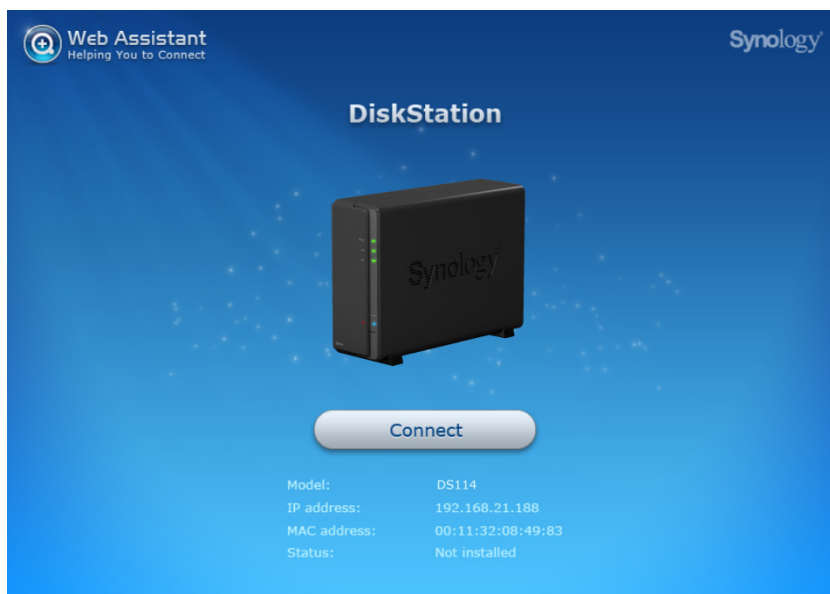 Web Assistant
Helping You to Connect
Synology
DiskStation
Synology
Connect
Model: DS114
IP address: 192.168.21.188
MAC address: 00:11:32:08:49:83
Status: Not installed